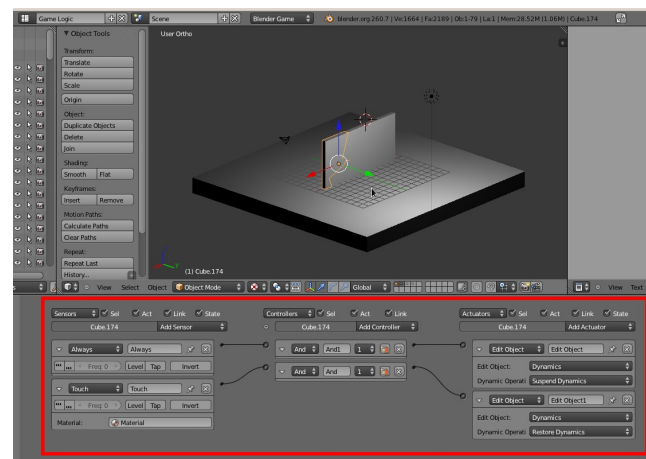 Game Logic Scene Blender Game blender.org 260.7 | Ve:1664 | Fa:2189 | Ob:1-79 | La:1 | Mem:28.52M (1.06M) | Cube.174
Object Tools
User Ortho
Transform:
Translate
Rotate
Scale
Origin
Object:
Duplicate Objects
Delete
Join
Shading:
Smooth Flat
Keyframes:
Insert Remove
Motion Paths:
Calculate Paths
Clear Paths
Repeat:
Repeat Last
History...
(1) Cube.174
View Select Object Object Mode Global View Text
Sensors Sel Act Link State
Cube.174 Add Sensor
Always Always
Freq: 0 Level Tap Invert
Touch Touch
Freq: 0 Level Tap Invert
Material: Material
Controllers Sel Act Link
Cube.174 Add Controller
And And1 1
And And 1
Actuators Sel Act Link State
Cube.174 Add Actuator
Edit Object Edit Object
Edit Object: Dynamics
Dynamic Operati Suspend Dynamics
Edit Object Edit Object1
Edit Object: Dynamics
Dynamic Operati Restore Dynamics